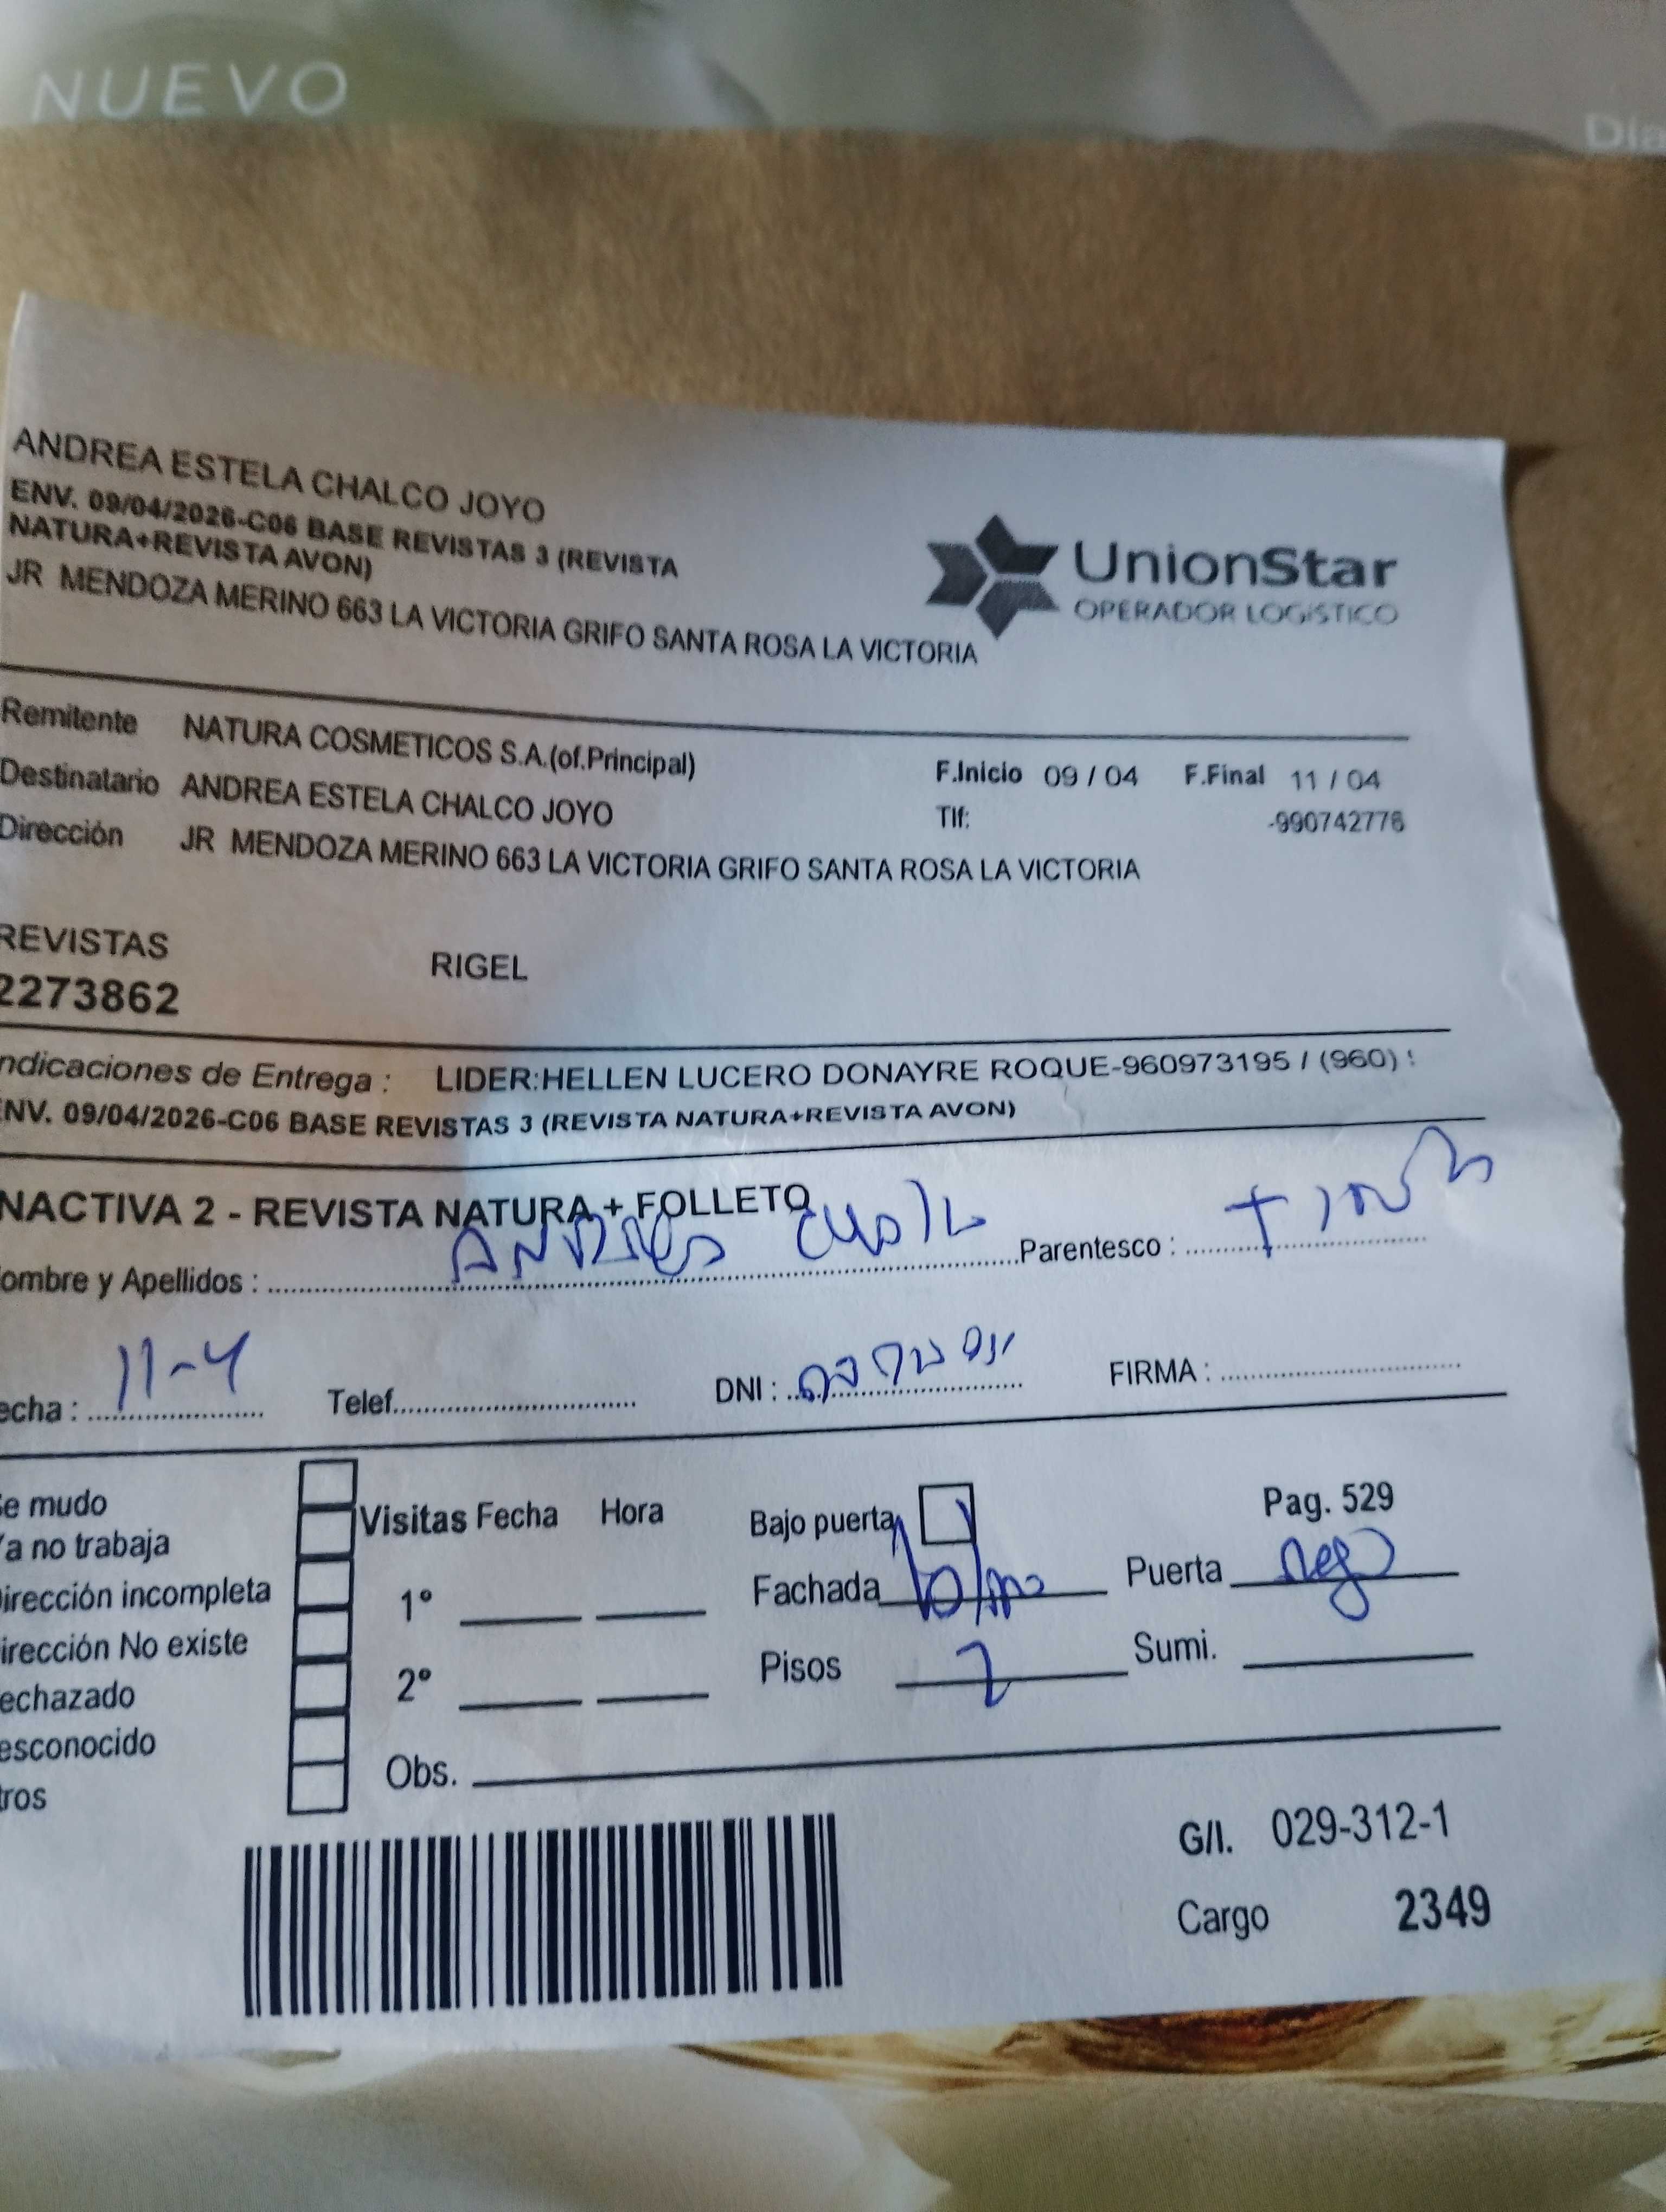 NUEVO
Día
ANDREA ESTELA CHALCO JOYO
ENV. 09/04/2026-C06 BASE REVISTAS 3 (REVISTA
NATURA+REVISTA AVON)
JR MENDOZA MERINO 663 LA VICTORIA GRIFO SANTA ROSA LA VICTORIA
UnionStar
OPERADOR LOGÍSTICO
Remitente NATURA COSMETICOS S.A.(of.Principal)
Destinatario ANDREA ESTELA CHALCO JOYO F.Inicio 09 / 04 F.Final 11 / 04
Tlf: -990742776
Dirección JR MENDOZA MERINO 663 LA VICTORIA GRIFO SANTA ROSA LA VICTORIA
REVISTAS RIGEL
2273862
ndicaciones de Entrega : LIDER:HELLEN LUCERO DONAYRE ROQUE-960973195 / (960)
NV. 09/04/2026-C06 BASE REVISTAS 3 (REVISTA NATURA+REVISTA AVON)
NACTIVA 2 - REVISTA NATURA + FOLLETO
ombre y Apellidos : Parentesco :
echa : 11-4 Telef. DNI : FIRMA :
e mudo
a no trabaja
irección incompleta
irección No existe
echazado
esconocido
tros
Visitas Fecha Hora
1°
2°
Obs.
Bajo puerta Pag. 529
Fachada Puerta
Pisos 2 Sumi.
G/I. 029-312-1
Cargo 2349